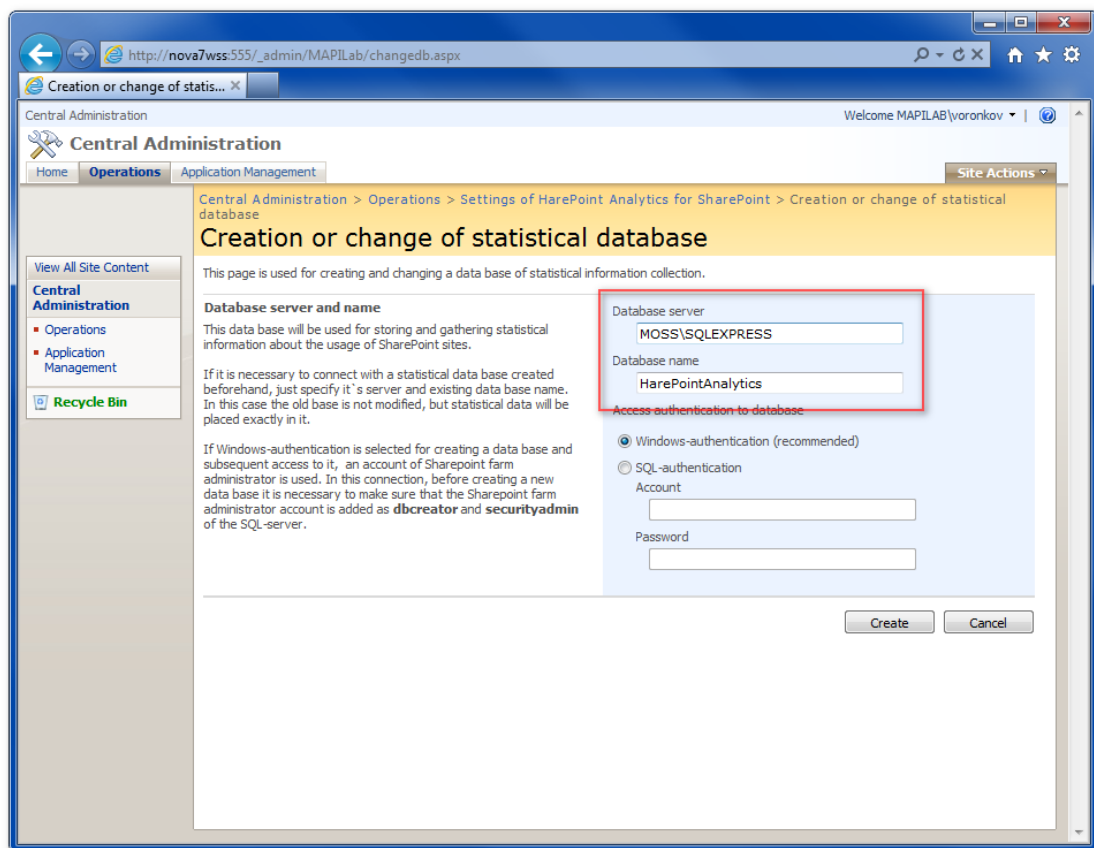 http://nova7wss:555/_admin/MAPILab/changedb.aspx
Creation or change of statis...
Central Administration
Welcome MAPILAB\voronkov
Central Administration
Home Operations Application Management
Site Actions
Central Administration > Operations > Settings of HarePoint Analytics for SharePoint > Creation or change of statistical
database
Creation or change of statistical database
View All Site Content
Central
Administration
Operations
Application
Management
Recycle Bin
This page is used for creating and changing a data base of statistical information collection.
Database server and name
This data base will be used for storing and gathering statistical
information about the usage of SharePoint sites.
If it is necessary to connect with a statistical data base created
beforehand, just specify it`s server and existing data base name.
In this case the old base is not modified, but statistical data will be
placed exactly in it.
If Windows-authentication is selected for creating a data base and
subsequent access to it, an account of Sharepoint farm
administrator is used. In this connection, before creating a new
data base it is necessary to make sure that the Sharepoint farm
administrator account is added as dbcreator and securityadmin
of the SQL-server.
Database server
MOSS\SQLEXPRESS
Database name
HarePointAnalytics
Access authentication to database
Windows-authentication (recommended)
SQL-authentication
Account
Password
Create Cancel